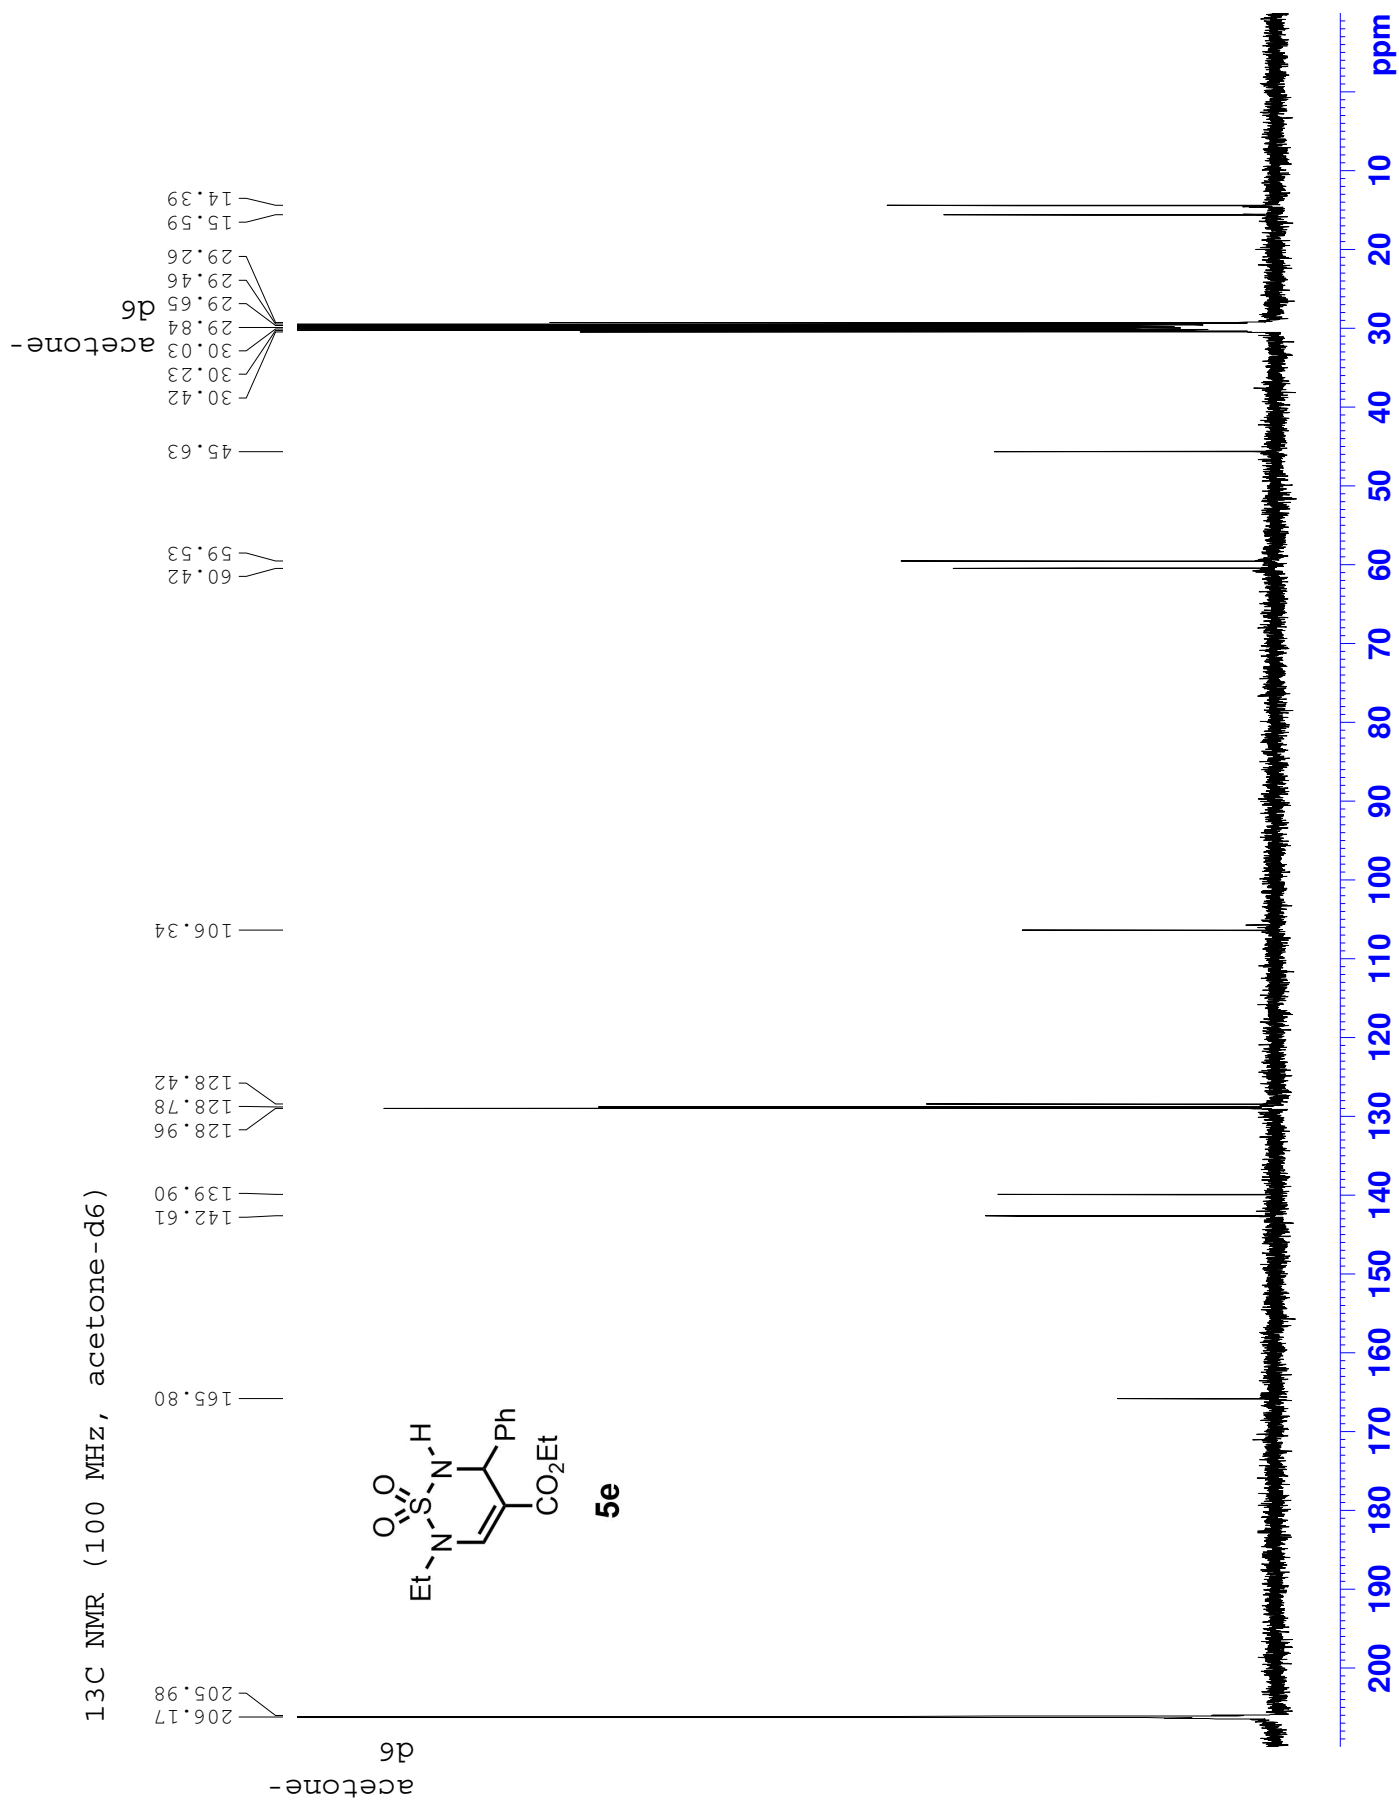 13C NMR (100 MHz, acetone-d6)
acetone-
d6
206.17
205.98
165.80
142.61
139.90
128.96
128.78
128.42
106.34
60.42
59.53
45.63
30.42
30.23
30.03
29.84
29.65
29.46
29.26
15.59
14.39
acetone-
d6
O O
S
Et N N H
Ph
CO2Et
5e
200 190 180 170 160 150 140 130 120 110 100 90 80 70 60 50 40 30 20 10 ppm